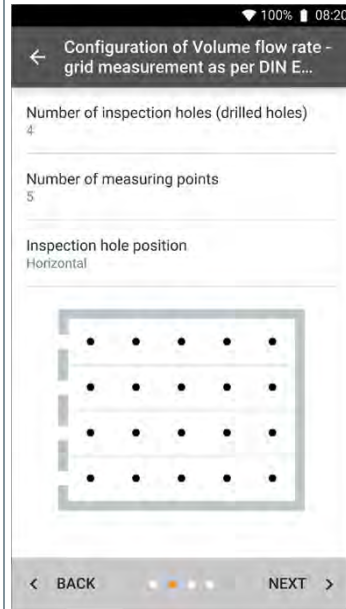 100% 08:20
Configuration of Volume flow rate -
grid measurement as per DIN E...
Number of inspection holes (drilled holes)
4
Number of measuring points
5
Inspection hole position
Horizontal
BACK NEXT